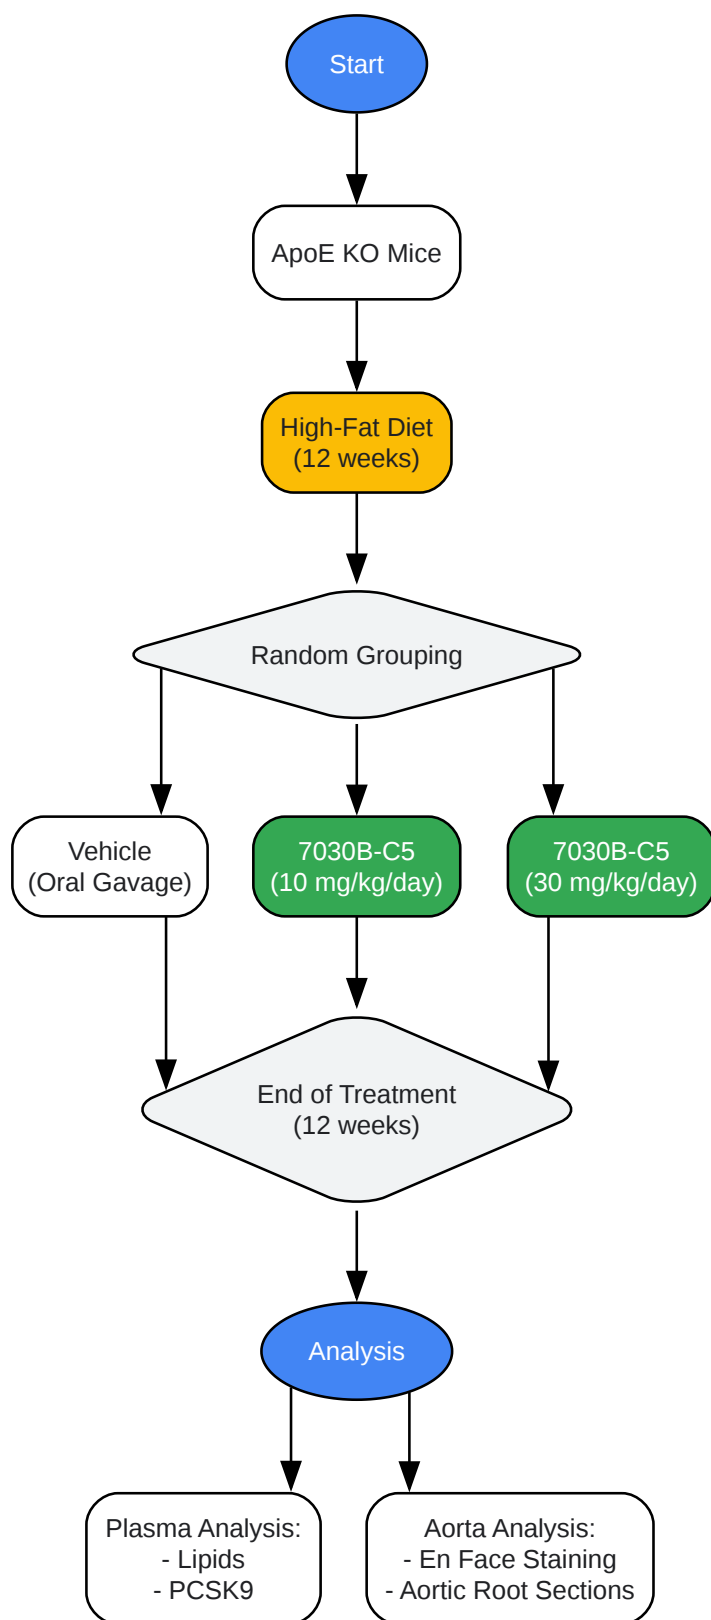 Start
ApoE KO Mice
High-Fat Diet
(12 weeks)
Random Grouping
Vehicle
(Oral Gavage)
7030B-C5
(10 mg/kg/day)
7030B-C5
(30 mg/kg/day)
End of Treatment
(12 weeks)
Analysis
Plasma Analysis:
- Lipids
- PCSK9
Aorta Analysis:
- En Face Staining
- Aortic Root Sections